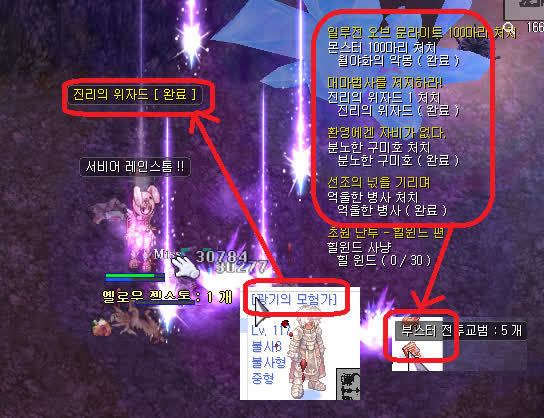 166
일루젼 오브 문라이트 100마리 처치
몬스터 100마리 처치
월야화의 악몽 ( 완료 )
대마법사를 저지하라!
진리의 위자드 1 처치
진리의 위자드 ( 완료 )
환영에겐 자비가 없다.
분노한 구미호 처치
분노한 구미호 ( 완료 )
선조의 넋을 기리며
억울한 병사 처치
억울한 병사 ( 완료 )
초원 난투 - 힐윈드 편
힐윈드 사냥
힐 윈드 ( 0 / 30 )
진리의 위자드 [ 완료 ]
서비어 레인스톰 !!
Miss
30784
30277
옐로우 젬스톤 : 1 개
[광기의 모험가]
Lv. 117
불사3
불사형
중형
부스터 전투교범 : 5 개